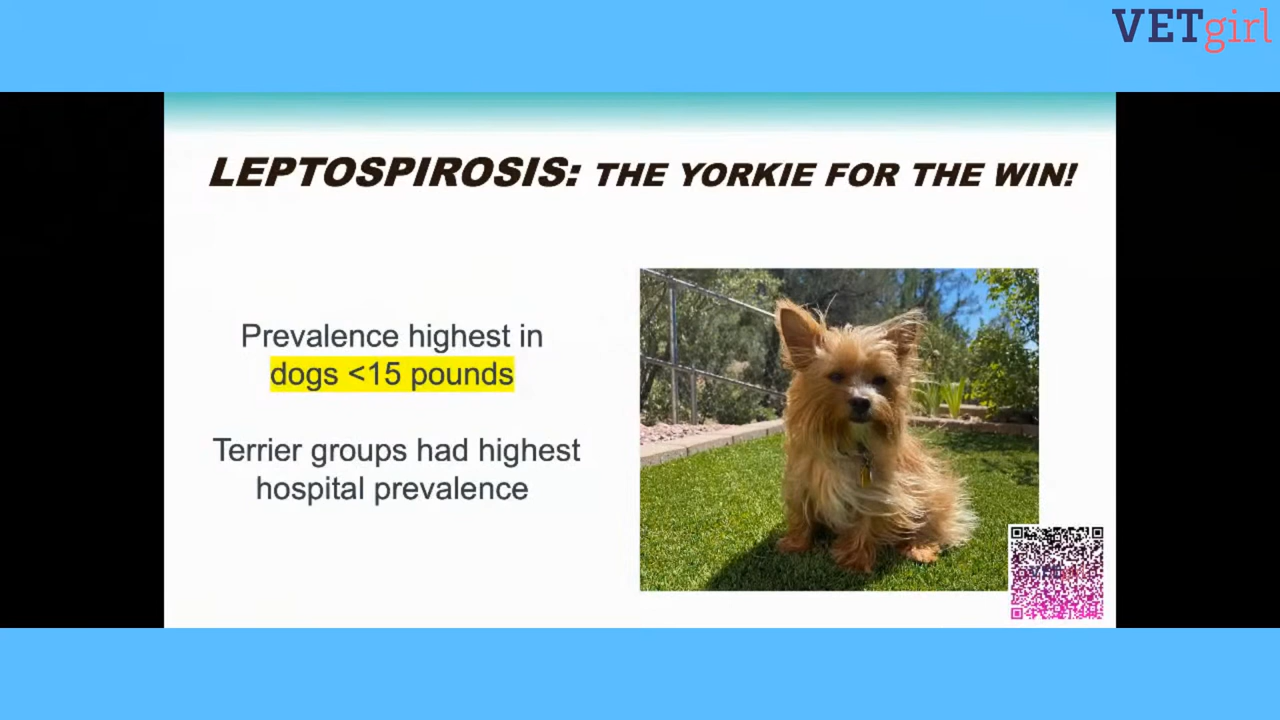 VETgirl
LEPTOSPIROSIS: THE YORKIE FOR THE WIN!
Prevalence highest in
dogs <15 pounds
Terrier groups had highest
hospital prevalence
VETgirl